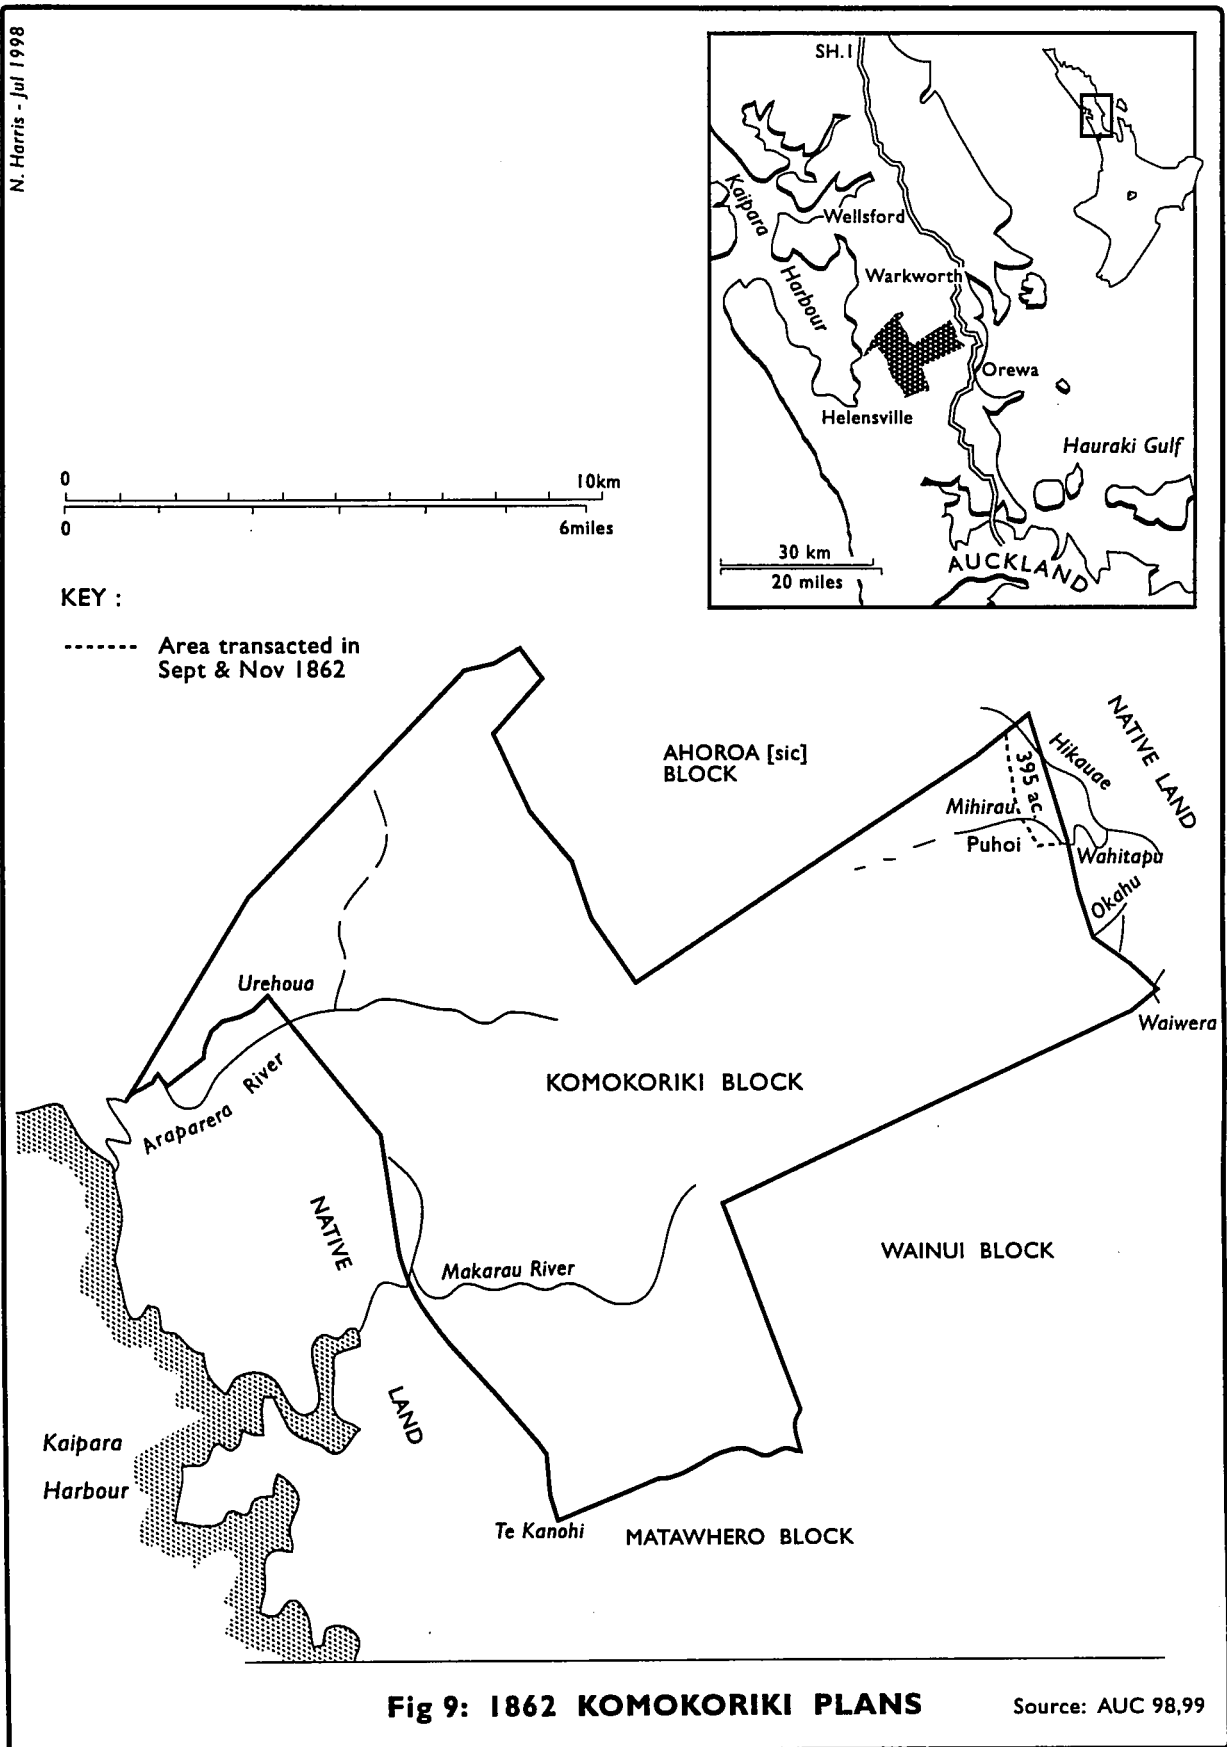 N. Harris - Jul 1998
SH.1
Kaipara
Harbour
Wellsford
Warkworth
Orewa
Helensville
Hauraki Gulf
AUCKLAND
30 km
20 miles
0 10km
0 6miles
KEY :
Area transacted in
Sept & Nov 1862
AHOROA [sic]
BLOCK
NATIVE LAND
Hikauae
395 ac.
Mihirau
Puhoi
Wahitapu
Okahu
Waiwera
Urehoua
Araparera River
KOMOKORIKI BLOCK
NATIVE
LAND
Makarau River
WAINUI BLOCK
Kaipara
Harbour
Te Kanohi
MATAWHERO BLOCK
Fig 9: 1862 KOMOKORIKI PLANS
Source: AUC 98,99